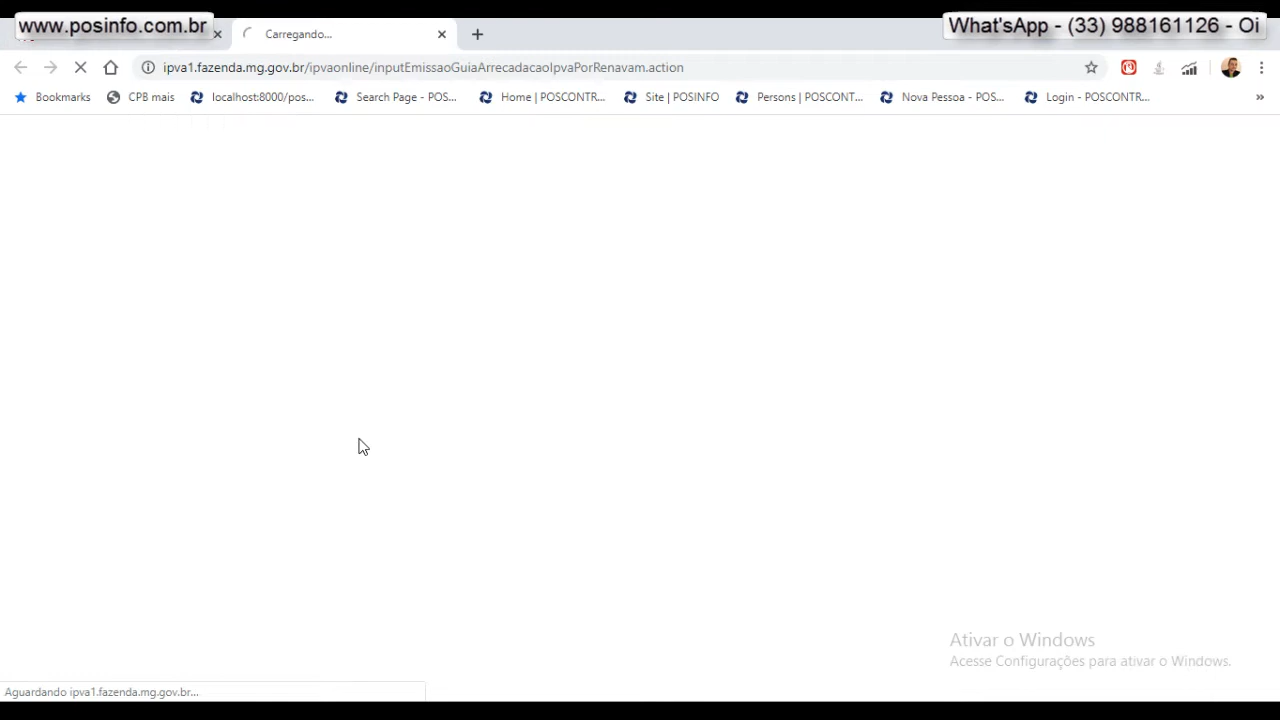 www.posinfo.com.br
What'sApp - (33) 988161126 - Oi
Carregando...
ipva1.fazenda.mg.gov.br/ipvaonline/inputEmissaoGuiaArrecadacaoIpvaPorRenavam.action
Bookmarks
CPB mais
localhost:8000/pos...
Search Page - POS...
Home | POSCONTR...
Site | POSINFO
Persons | POSCONT...
Nova Pessoa - POS...
Login - POSCONTR...
»
Ativar o Windows
Acesse Configurações para ativar o Windows.
Aguardando ipva1.fazenda.mg.gov.br...